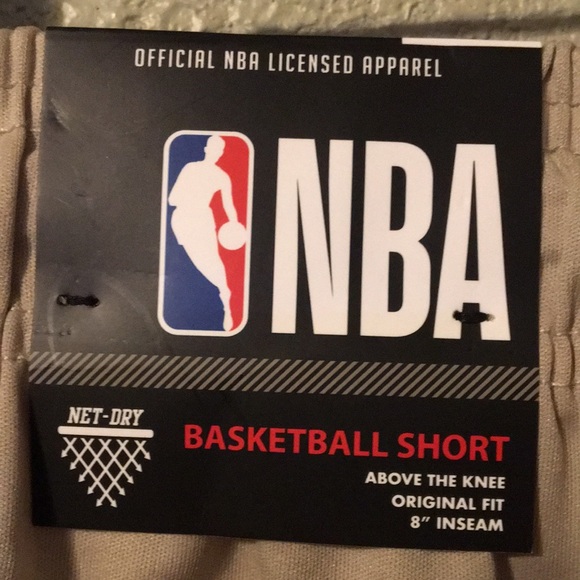 OFFICIAL NBA LICENSED APPAREL
NBA
NET-DRY
BASKETBALL SHORT
ABOVE THE KNEE
ORIGINAL FIT
8" INSEAM